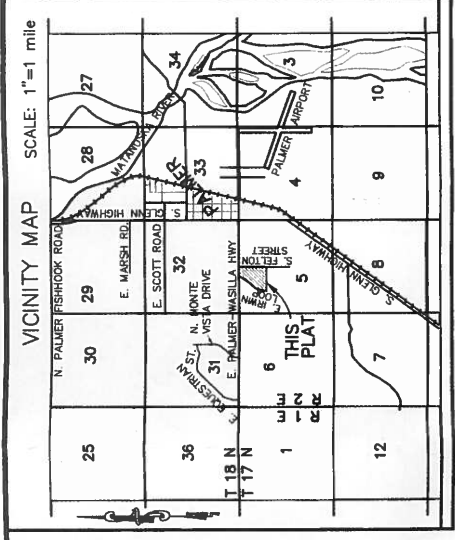 VICINITY MAP
SCALE: 1"=1 mile
N. PALMER FISHHOOK ROAD
25
30
29
28
27
E. MARSH RD.
S. GLENN HIGHWAY
MATANUSKA RIVER
34
E. SCOTT ROAD
36
31
32
33
PALMER
E. EQUESTRIAN ST.
N. MONTE
VISTA DRIVE
E. PALMER-WASILLA HWY
T 18 N
T 17 N
S. FELTON
STREET
E. IRWIN
LOOP
PALMER
AIRPORT
3
4
5
6
1
THIS
PLAT
R 1 E
R 2 E
S. GLENN HIGHWAY
12
7
8
9
10